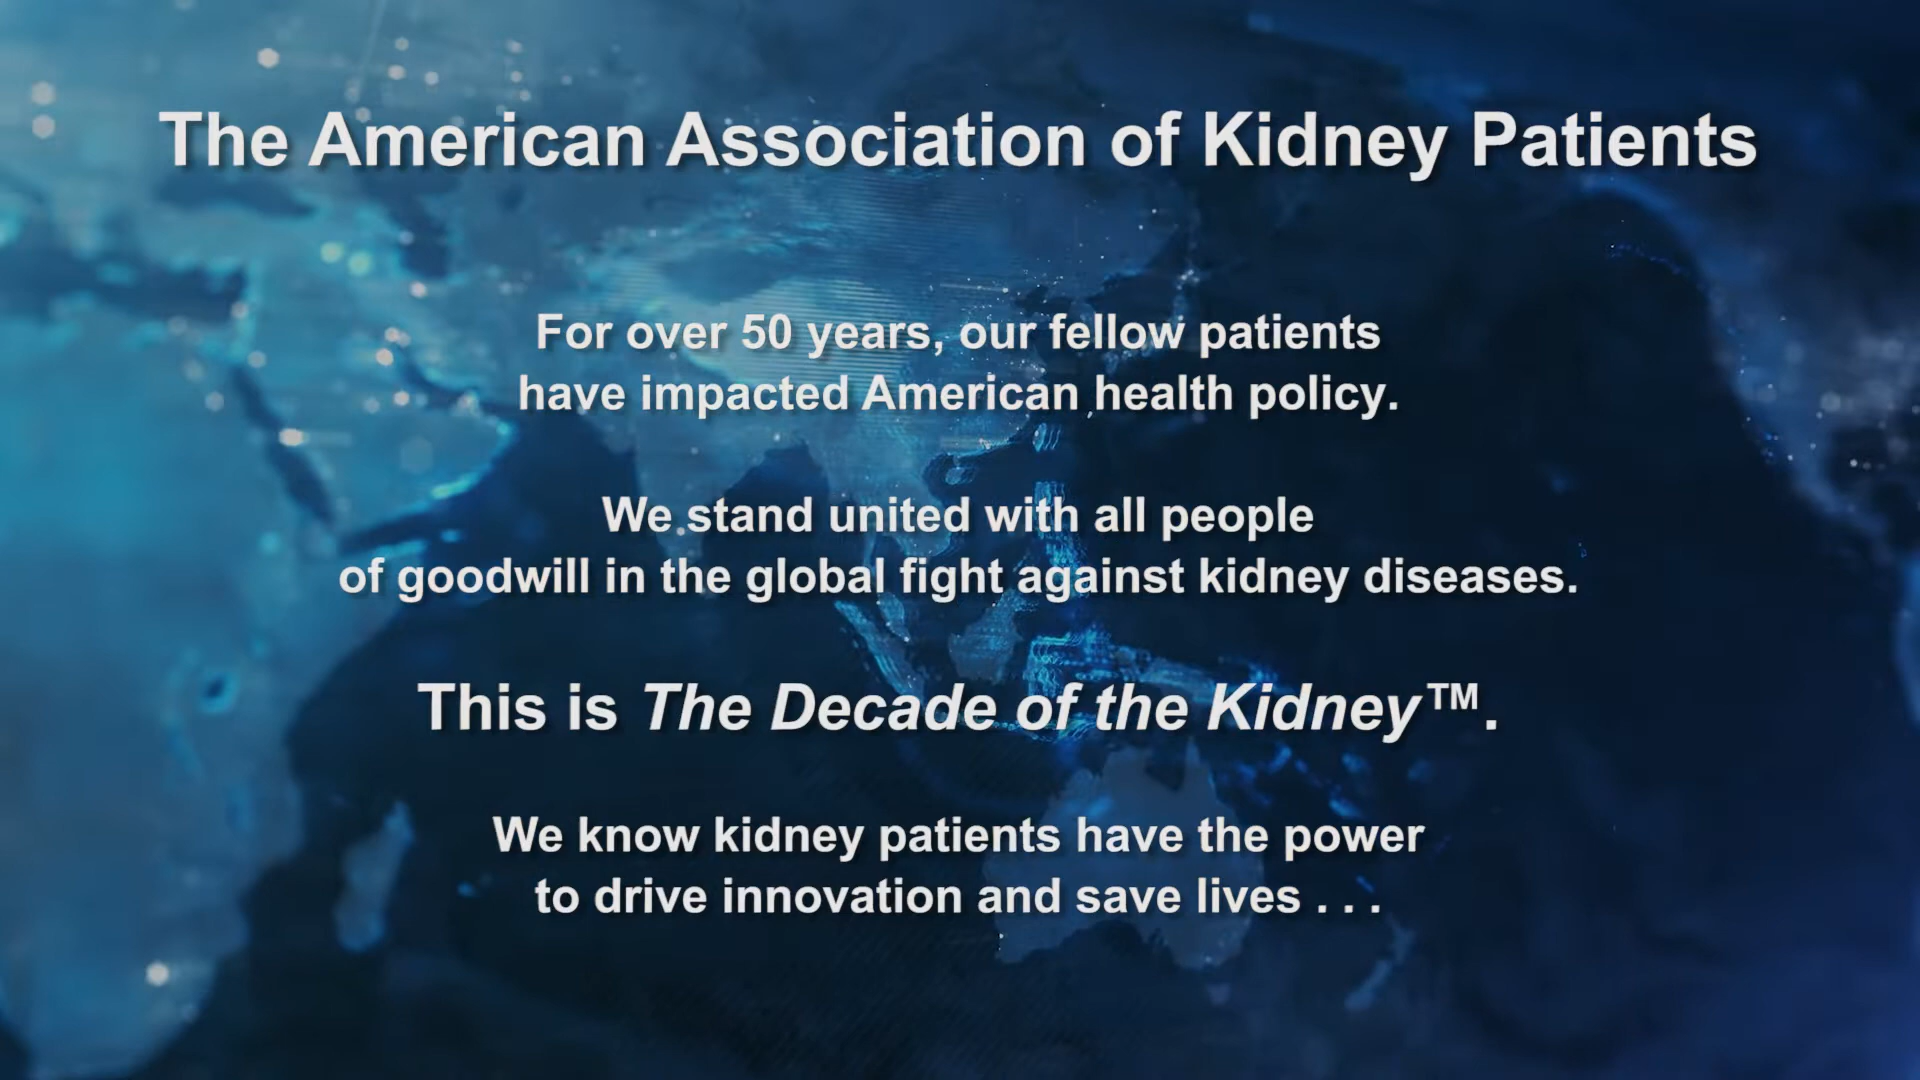 The American Association of Kidney Patients
For over 50 years, our fellow patients
have impacted American health policy.
We stand united with all people
of goodwill in the global fight against kidney diseases.
This is The Decade of the Kidney™.
We know kidney patients have the power
to drive innovation and save lives . . .